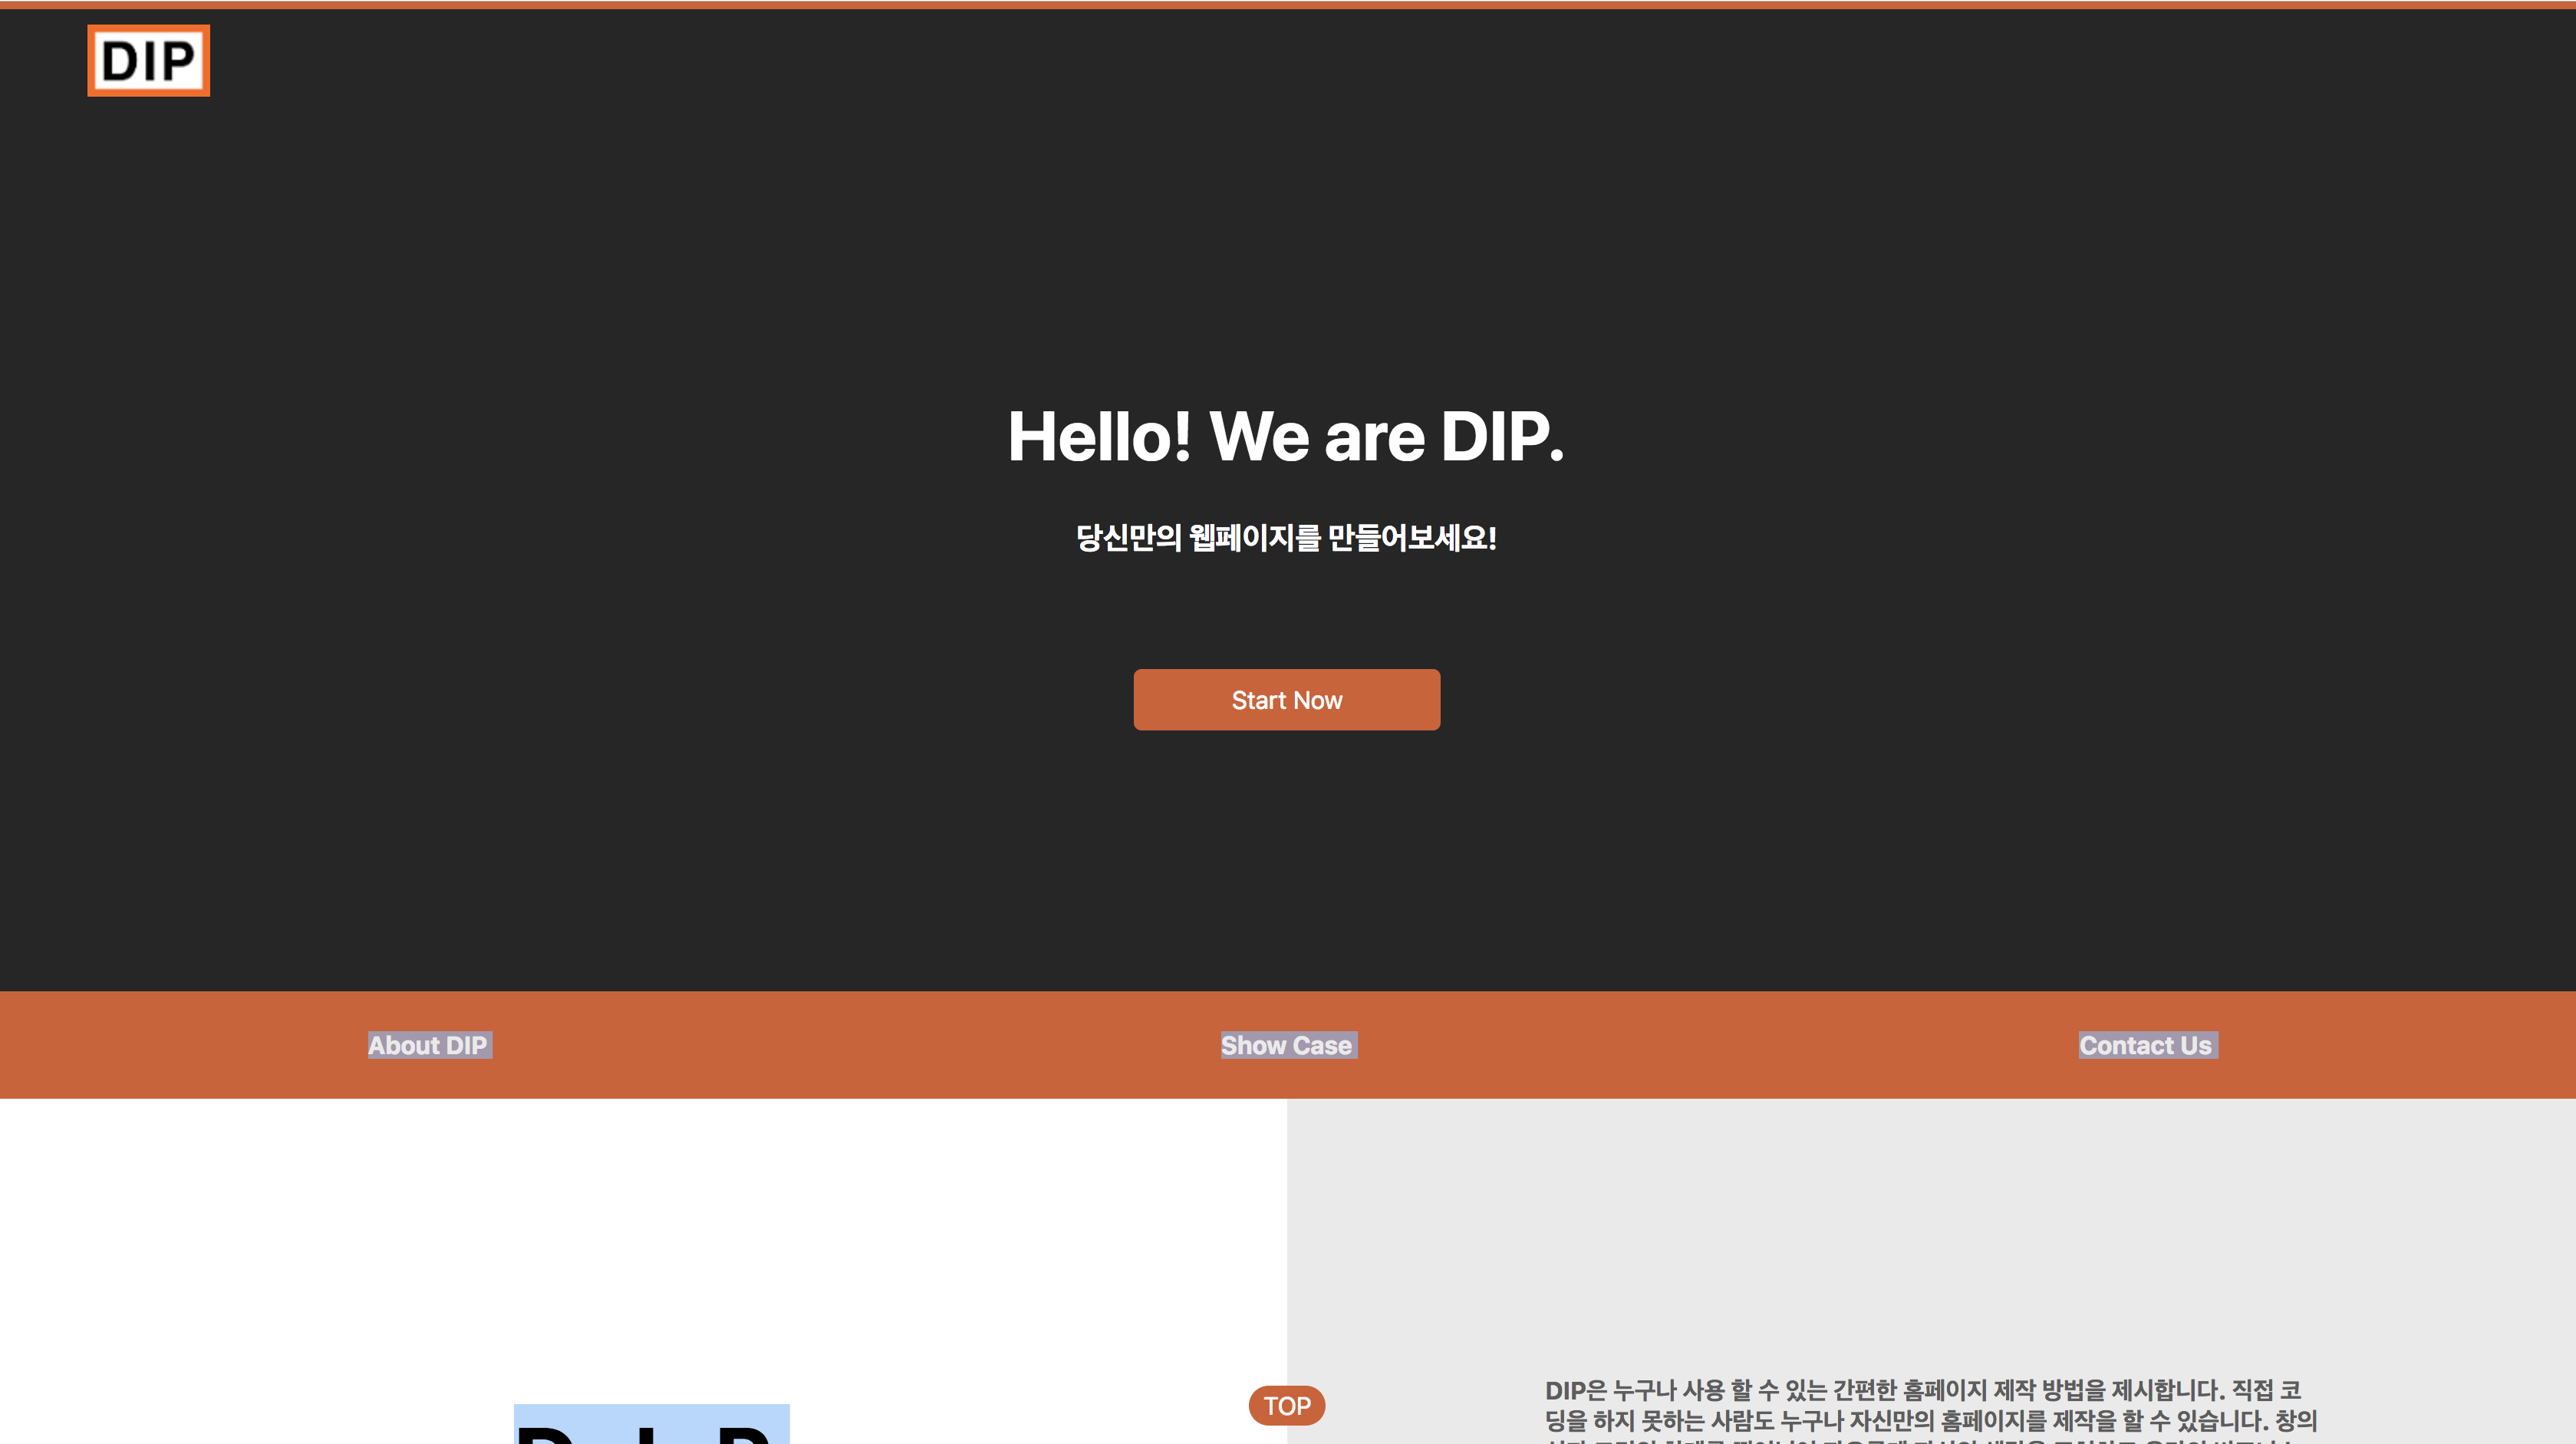 DIP
Hello! We are DIP.
당신만의 웹페이지를 만들어보세요!
Start Now
About DIP
Show Case
Contact Us
DIP은 누구나 사용 할 수 있는 간편한 홈페이지 제작 방법을 제시합니다. 직접 코
딩을 하지 못하는 사람도 누구나 자신만의 홈페이지를 제작을 할 수 있습니다. 창의
TOP
D I P